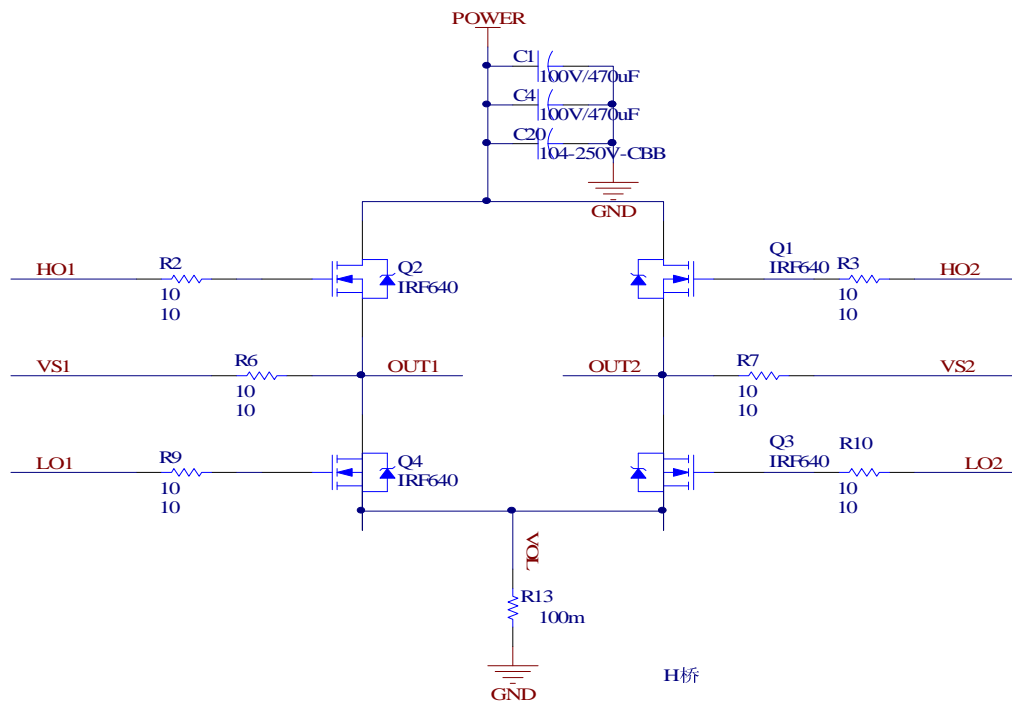 POWER
C1
100V/470uF
C4
100V/470uF
C20
104-250V-CBB
GND
HO1
R2
10
10
Q2
IRF640
Q1
IRF640
R3
10
10
HO2
VS1
R6
10
10
OUT1
OUT2
R7
10
10
VS2
LO1
R9
10
10
Q4
IRF640
Q3
IRF640
R10
10
10
LO2
VOL
R13
100m
GND
H桥